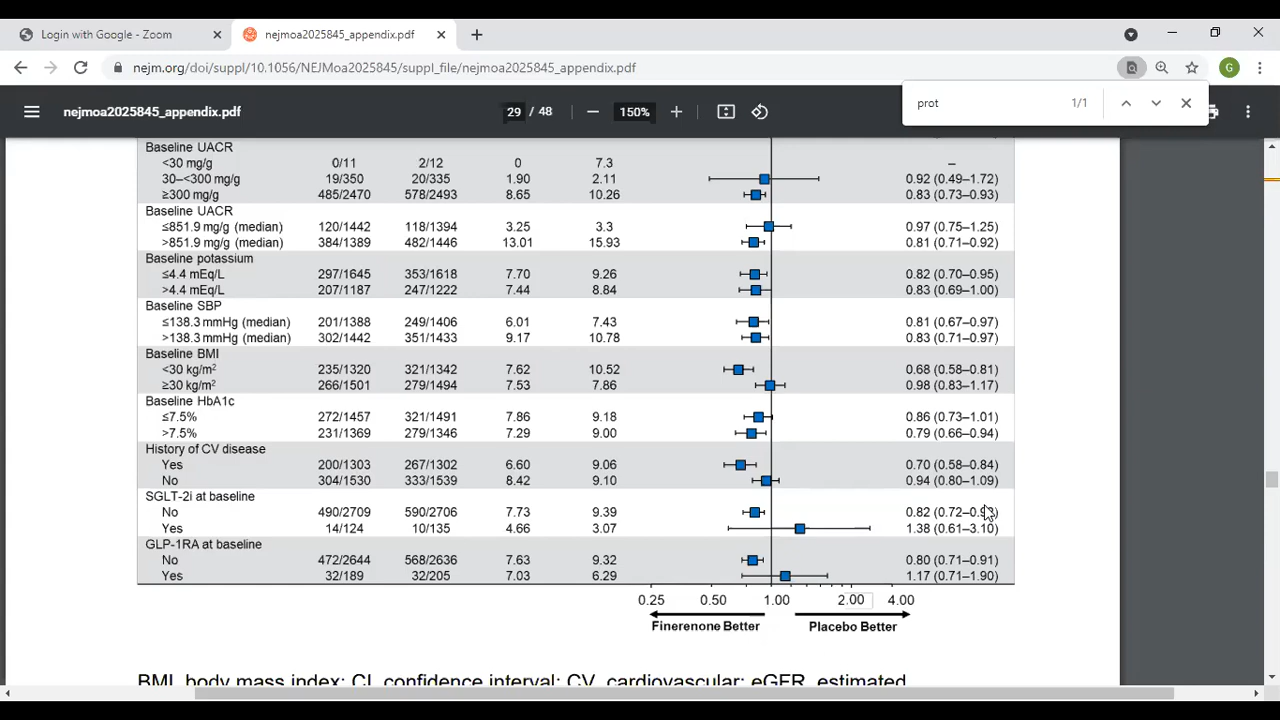 Login with Google - Zoom
nejmoa2025845_appendix.pdf
nejm.org/doi/suppl/10.1056/NEJMoa2025845/suppl_file/nejmoa2025845_appendix.pdf
G
prot 1/1
nejmoa2025845_appendix.pdf 29 / 48 150%
Baseline UACR
<30 mg/g 0/11 2/12 0 7.3 –
30–<300 mg/g 19/350 20/335 1.90 2.11 0.92 (0.49–1.72)
≥300 mg/g 485/2470 578/2493 8.65 10.26 0.83 (0.73–0.93)
Baseline UACR
≤851.9 mg/g (median) 120/1442 118/1394 3.25 3.3 0.97 (0.75–1.25)
>851.9 mg/g (median) 384/1389 482/1446 13.01 15.93 0.81 (0.71–0.92)
Baseline potassium
≤4.4 mEq/L 297/1645 353/1618 7.70 9.26 0.82 (0.70–0.95)
>4.4 mEq/L 207/1187 247/1222 7.44 8.84 0.83 (0.69–1.00)
Baseline SBP
≤138.3 mmHg (median) 201/1388 249/1406 6.01 7.43 0.81 (0.67–0.97)
>138.3 mmHg (median) 302/1442 351/1433 9.17 10.78 0.83 (0.71–0.97)
Baseline BMI
<30 kg/m² 235/1320 321/1342 7.62 10.52 0.68 (0.58–0.81)
≥30 kg/m² 266/1501 279/1494 7.53 7.86 0.98 (0.83–1.17)
Baseline HbA1c
≤7.5% 272/1457 321/1491 7.86 9.18 0.86 (0.73–1.01)
>7.5% 231/1369 279/1346 7.29 9.00 0.79 (0.66–0.94)
History of CV disease
Yes 200/1303 267/1302 6.60 9.06 0.70 (0.58–0.84)
No 304/1530 333/1539 8.42 9.10 0.94 (0.80–1.09)
SGLT-2i at baseline
No 490/2709 590/2706 7.73 9.39 0.82 (0.72–
Yes 14/124 10/135 4.66 3.07 1.38 (0.61–3.10)
GLP-1RA at baseline
No 472/2644 568/2636 7.63 9.32 0.80 (0.71–0.91)
Yes 32/189 32/205 7.03 6.29 1.17 (0.71–1.90)
0.25 0.50 1.00 2.00 4.00
Finerenone Better Placebo Better
BMI, body mass index; CI, confidence interval; CV, cardiovascular; eGFR, estimated